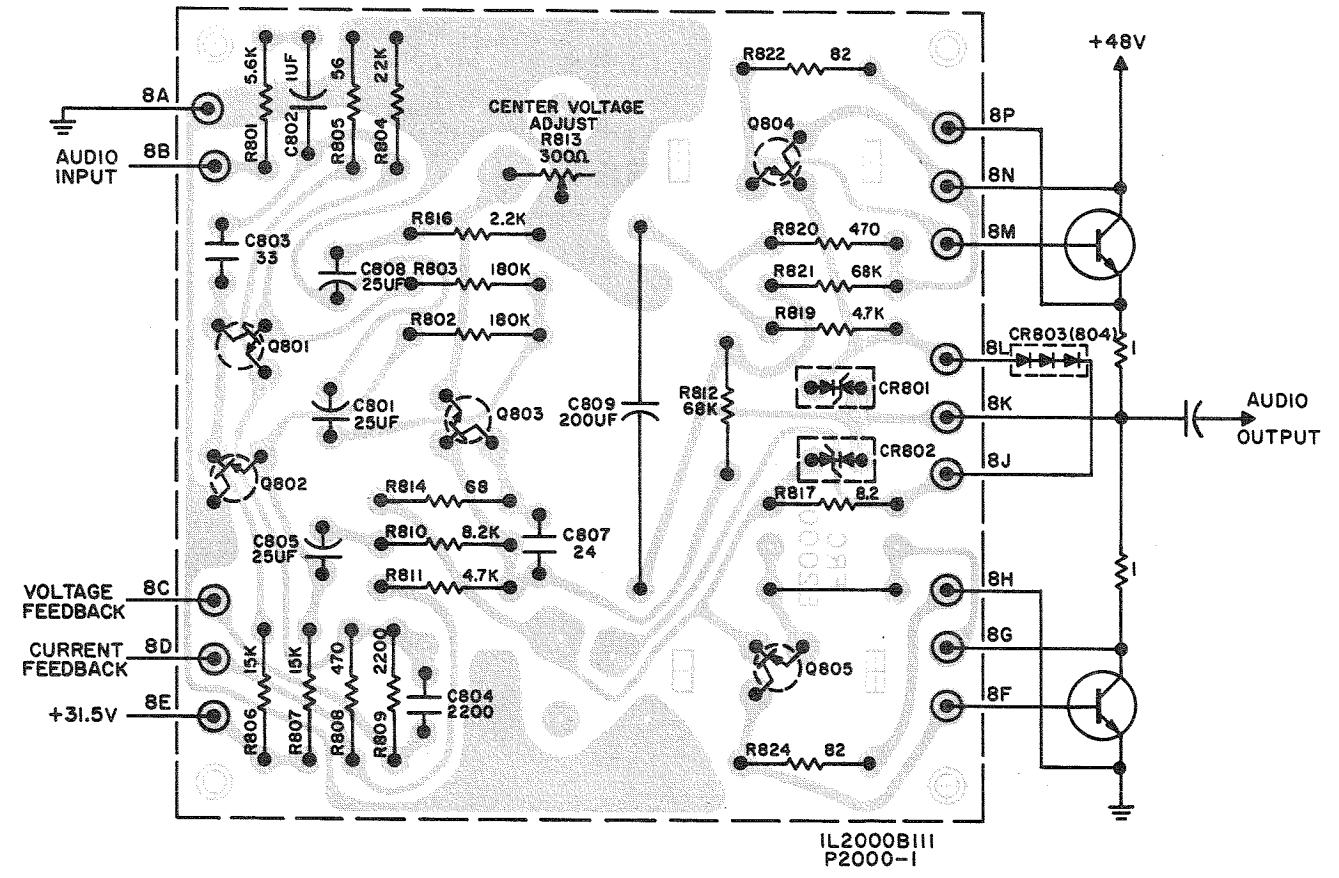 +48V
R822 82
5.6K
1UF
56
22K
8A
CENTER VOLTAGE
ADJUST
R813
300Ω
Q804
8P
R801
C802
R805
R804
8B
AUDIO
INPUT
8N
R816 2.2K
R820 470
8M
C803
33
C808
25UF
R803 180K
R821 68K
R802 180K
R819 4.7K
Q801
8L
CR803(804)
1
CR801
R812
68K
C801
25UF
Q803
C809
200UF
8K
AUDIO
OUTPUT
CR802
8J
Q802
R814 68
R817 8.2
C805
25UF
R810 8.2K
C807
24
R811 4.7K
1
VOLTAGE
FEEDBACK
8C
8H
CURRENT
FEEDBACK
8D
8G
15K
15K
470
2200
Q805
+31.5V
8E
C804
2200
8F
R806
R807
R808
R809
R824 82
1L2000B111
P2000-1